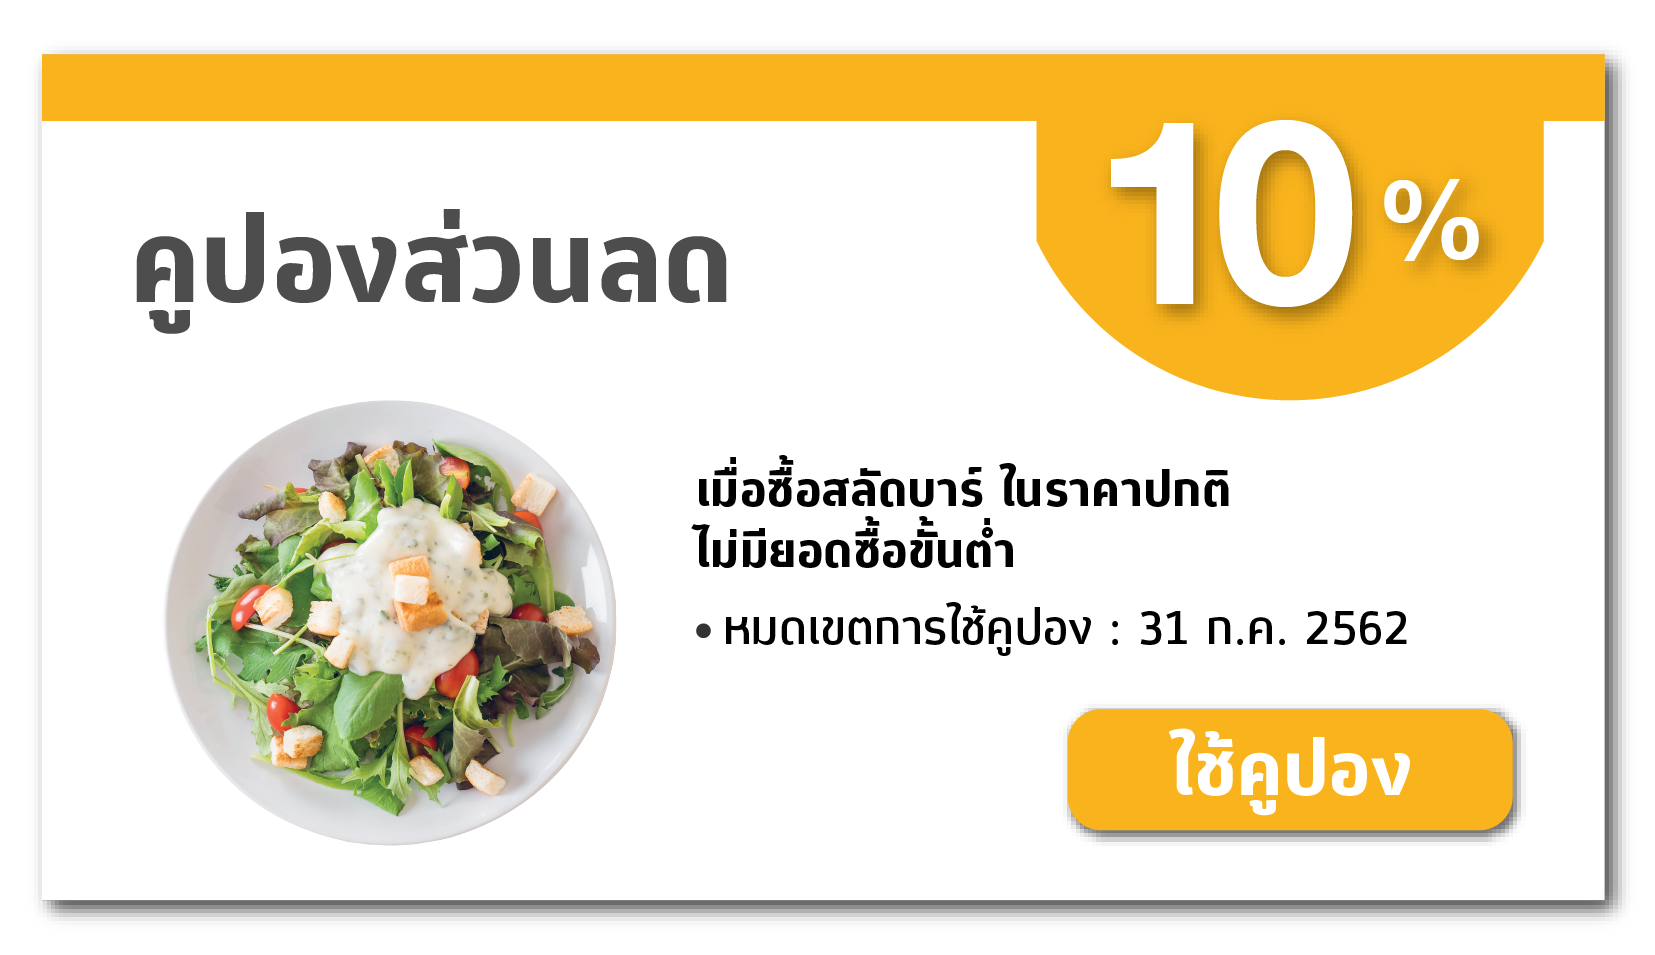 10 %
คูปองส่วนลด
เมื่อซื้อสลัดบาร์ ในราคาปกติ
ไม่มียอดซื้อขั้นต่ำ
• หมดเขตการใช้คูปอง : 31 ก.ค. 2562
ใช้คูปอง